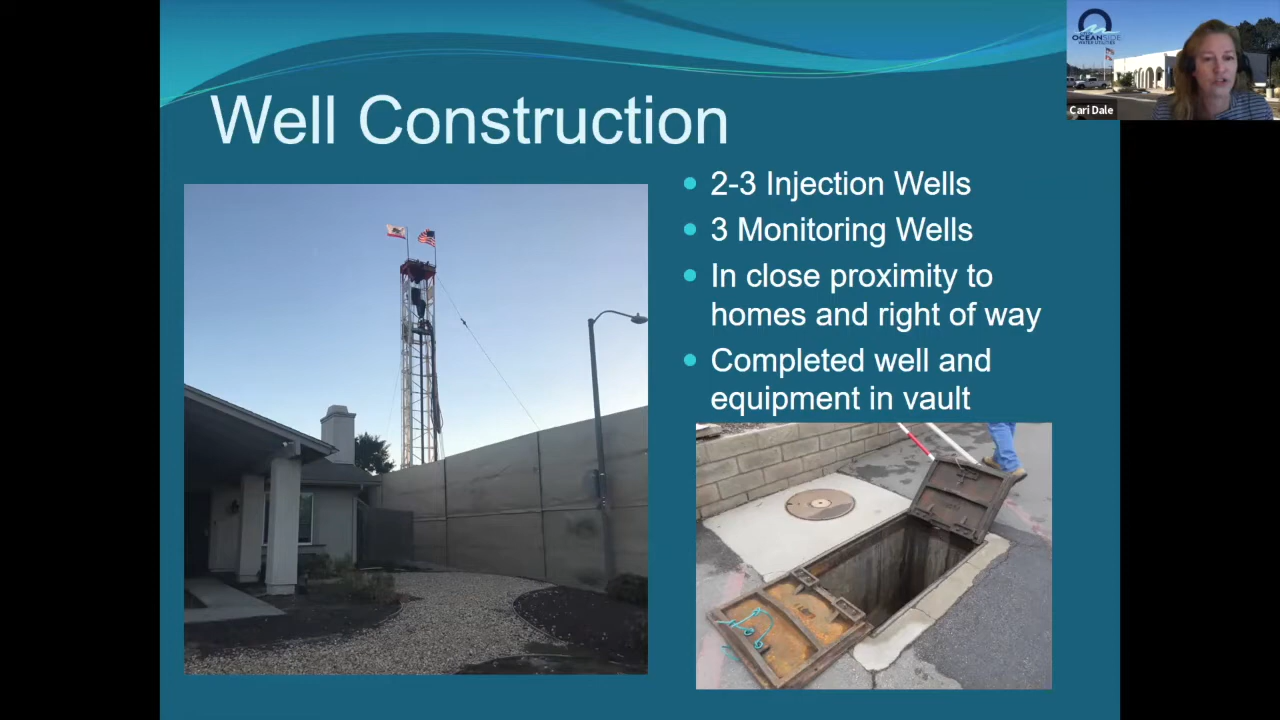 Well Construction
2-3 Injection Wells
3 Monitoring Wells
In close proximity to
homes and right of way
Completed well and
equipment in vault
OCEANSIDE
WATER UTILITIES
Cari Dale